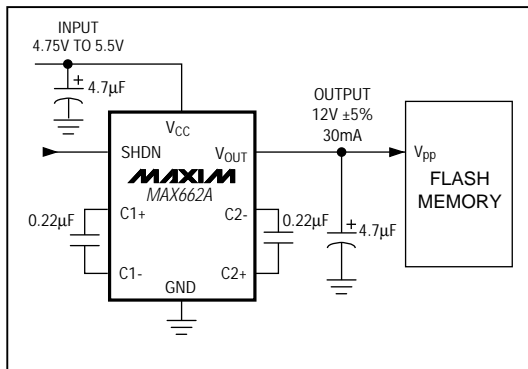 INPUT
4.75V TO 5.5V
4.7µF
VCC
SHDN
VOUT
MAXIM
MAX662A
C1+
C1-
0.22µF
C2-
C2+
0.22µF
GND
OUTPUT
12V ±5%
30mA
4.7µF
Vpp
FLASH
MEMORY